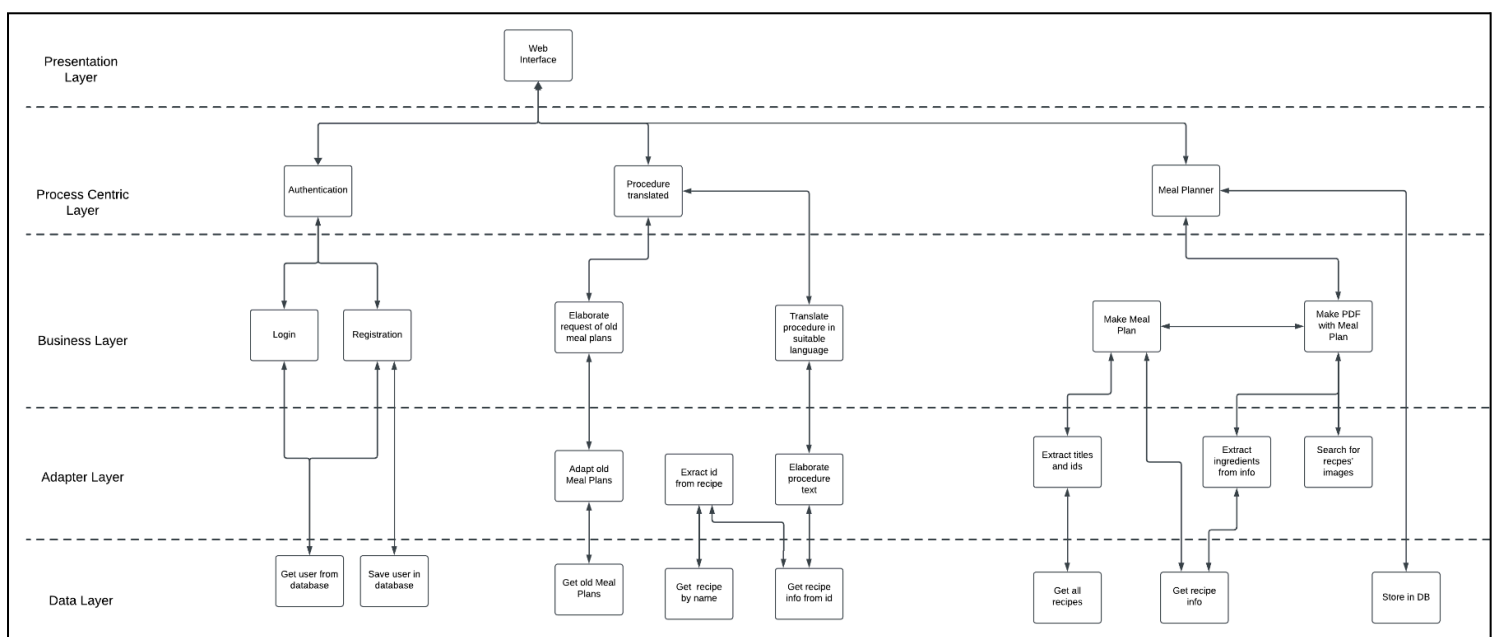 Presentation
Layer
Web
Interface
Process Centric
Layer
Authentication
Procedure
translated
Meal Planner
Business Layer
Login
Registration
Elaborate
request of old
meal plans
Translate
procedure in
suitable
language
Make Meal
Plan
Make PDF
with Meal
Plan
Adapter Layer
Adapt old
Meal Plans
Exract id
from recipe
Elaborate
procedure
text
Extract titles
and ids
Extract
ingredients
from info
Search for
recpes'
images
Data Layer
Get user from
database
Save user in
database
Get old Meal
Plans
Get recipe
by name
Get recipe
info from id
Get all
recipes
Get recipe
info
Store in DB